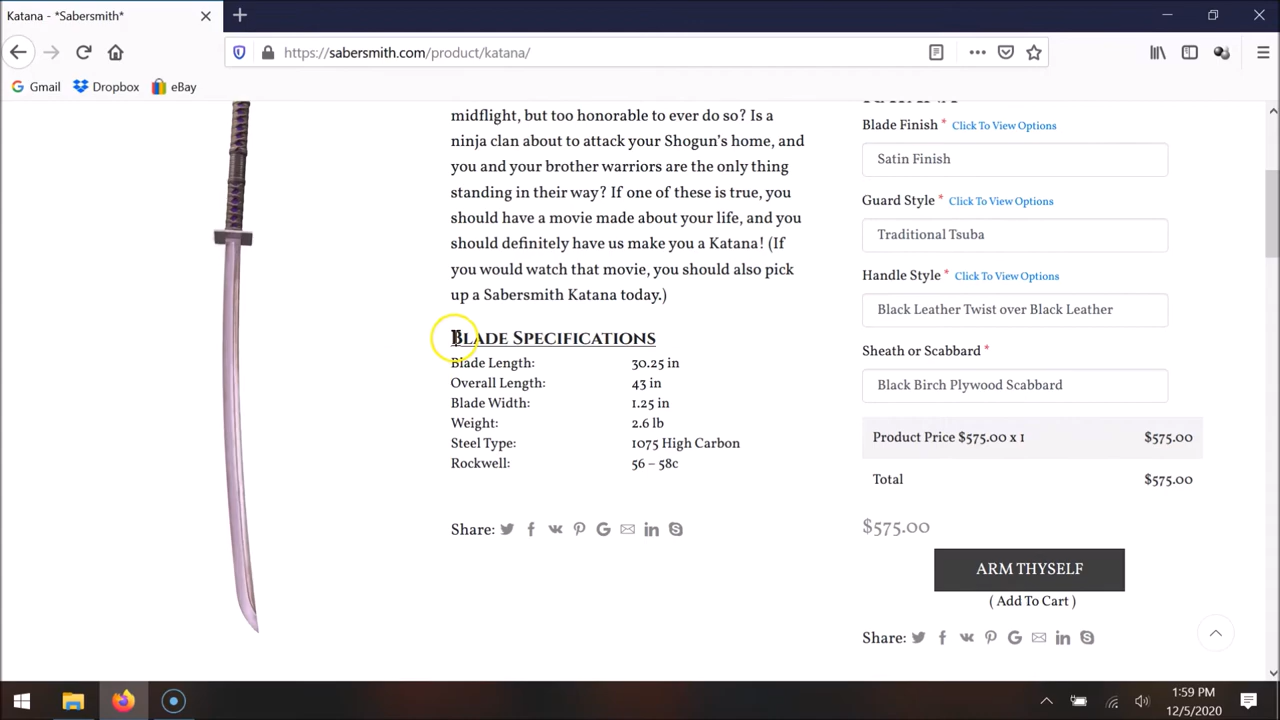 Katana - *Sabersmith*
https://sabersmith.com/product/katana/
Gmail
Dropbox
eBay
midflight, but too honorable to ever do so? Is a
ninja clan about to attack your Shogun's home, and
you and your brother warriors are the only thing
standing in their way? If one of these is true, you
should have a movie made about your life, and you
should definitely have us make you a Katana! (If
you would watch that movie, you should also pick
up a Sabersmith Katana today.)
Blade Specifications
Blade Length: 30.25 in
Overall Length: 43 in
Blade Width: 1.25 in
Weight: 2.6 lb
Steel Type: 1075 High Carbon
Rockwell: 56 – 58c
Share:
Blade Finish * Click To View Options
Satin Finish
Guard Style * Click To View Options
Traditional Tsuba
Handle Style * Click To View Options
Black Leather Twist over Black Leather
Sheath or Scabbard *
Black Birch Plywood Scabbard
Product Price $575.00 x 1 $575.00
Total $575.00
$575.00
ARM THYSELF
( Add To Cart )
Share:
1:59 PM
12/5/2020